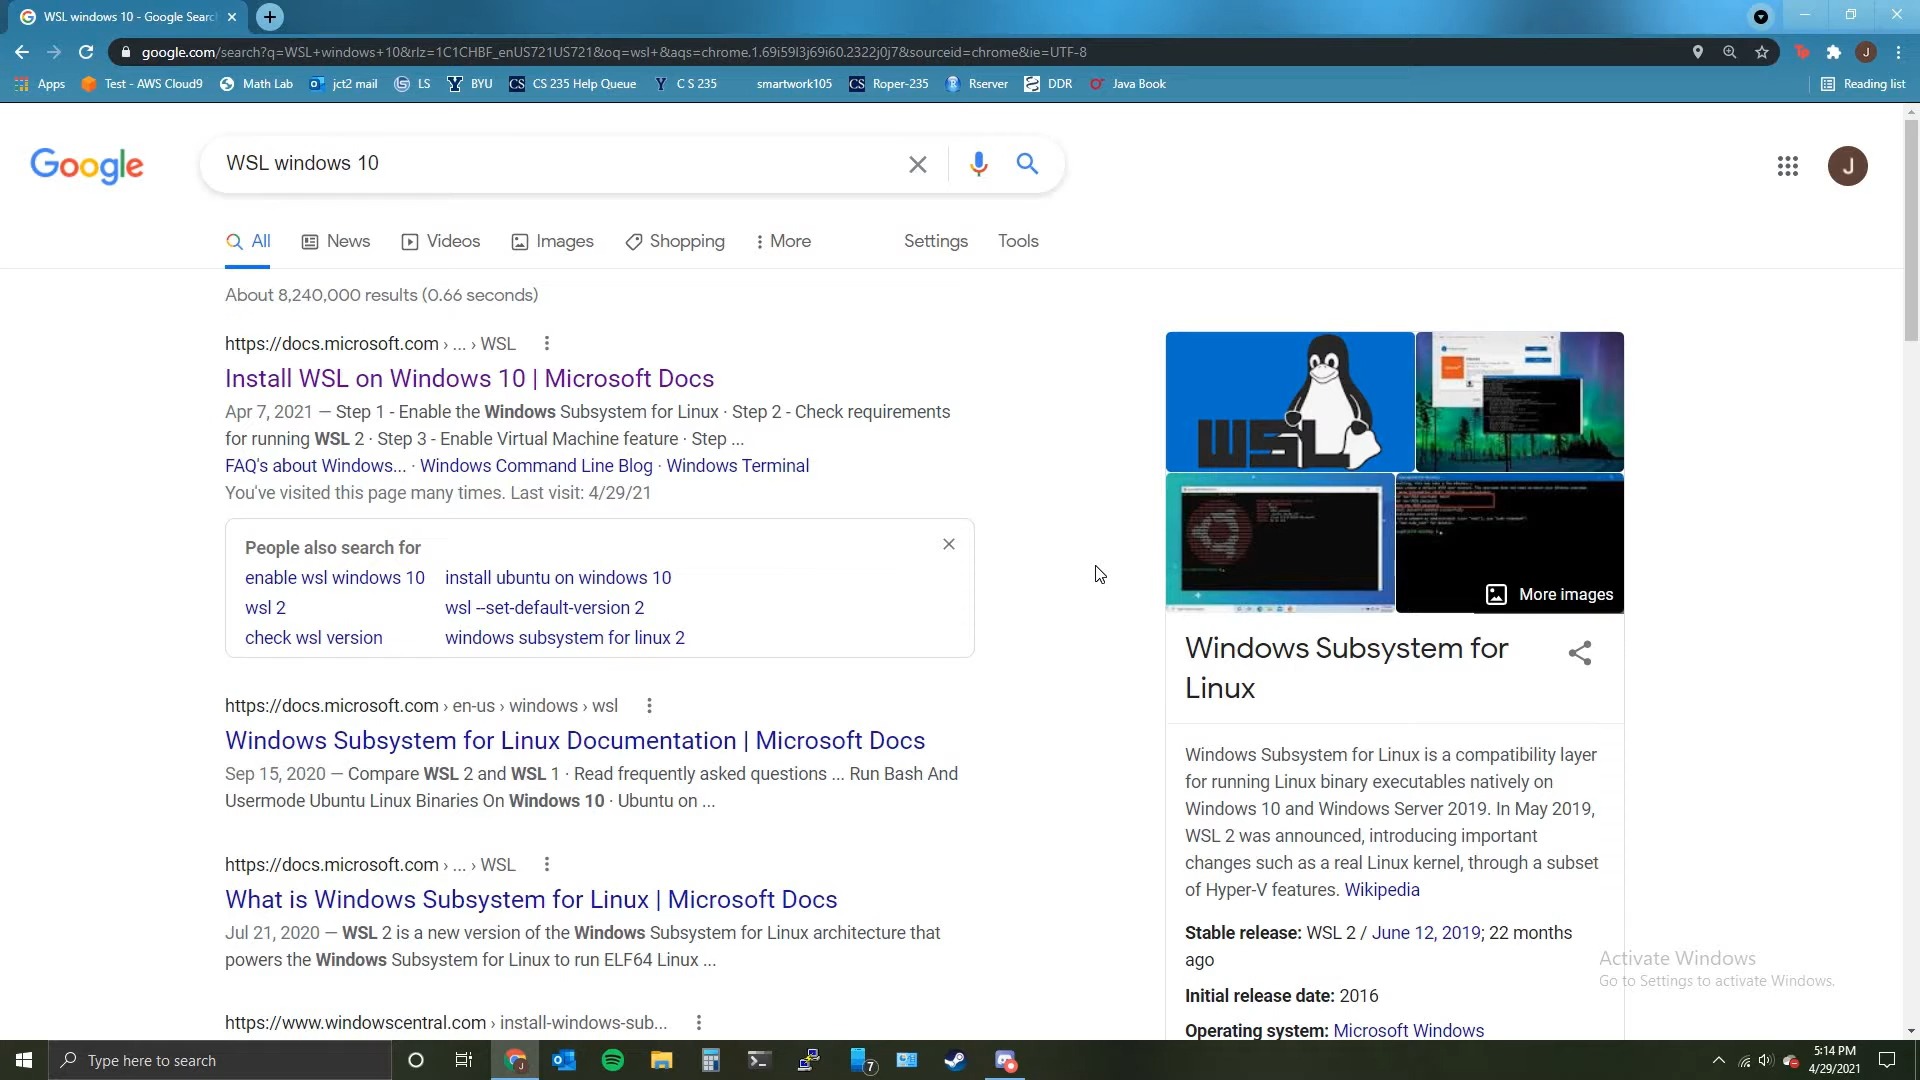 WSL windows 10 - Google Searc
google.com/search?q=WSL+windows+10&rlz=1C1CHBF_enUS721US721&oq=wsl+&aqs=chrome.1.69i59l3j69i60.2322j0j7&sourceid=chrome&ie=UTF-8
J
Apps
Test - AWS Cloud9
Math Lab
jct2 mail
LS
BYU
CS
CS 235 Help Queue
Y
C S 235
smartwork105
CS
Roper-235
Rserver
DDR
Java Book
Reading list
Google
WSL windows 10
J
All
News
Videos
Images
Shopping
More
Settings
Tools
About 8,240,000 results (0.66 seconds)
https://docs.microsoft.com › ... › WSL
Install WSL on Windows 10 | Microsoft Docs
Apr 7, 2021 — Step 1 - Enable the Windows Subsystem for Linux · Step 2 - Check requirements
for running WSL 2 · Step 3 - Enable Virtual Machine feature · Step ...
FAQ's about Windows... · Windows Command Line Blog · Windows Terminal
You've visited this page many times. Last visit: 4/29/21
People also search for
enable wsl windows 10
install ubuntu on windows 10
wsl 2
wsl --set-default-version 2
check wsl version
windows subsystem for linux 2
https://docs.microsoft.com › en-us › windows › wsl
Windows Subsystem for Linux Documentation | Microsoft Docs
Sep 15, 2020 — Compare WSL 2 and WSL 1 · Read frequently asked questions ... Run Bash And
Usermode Ubuntu Linux Binaries On Windows 10 · Ubuntu on ...
https://docs.microsoft.com › ... › WSL
What is Windows Subsystem for Linux | Microsoft Docs
Jul 21, 2020 — WSL 2 is a new version of the Windows Subsystem for Linux architecture that
powers the Windows Subsystem for Linux to run ELF64 Linux ...
https://www.windowscentral.com › install-windows-sub...
WSL
More images
Windows Subsystem for
Linux
Windows Subsystem for Linux is a compatibility layer
for running Linux binary executables natively on
Windows 10 and Windows Server 2019. In May 2019,
WSL 2 was announced, introducing important
changes such as a real Linux kernel, through a subset
of Hyper-V features. Wikipedia
Stable release: WSL 2 / June 12, 2019; 22 months
ago
Initial release date: 2016
Operating system: Microsoft Windows
Activate Windows
Go to Settings to activate Windows.
Type here to search
7
5:14 PM
4/29/2021